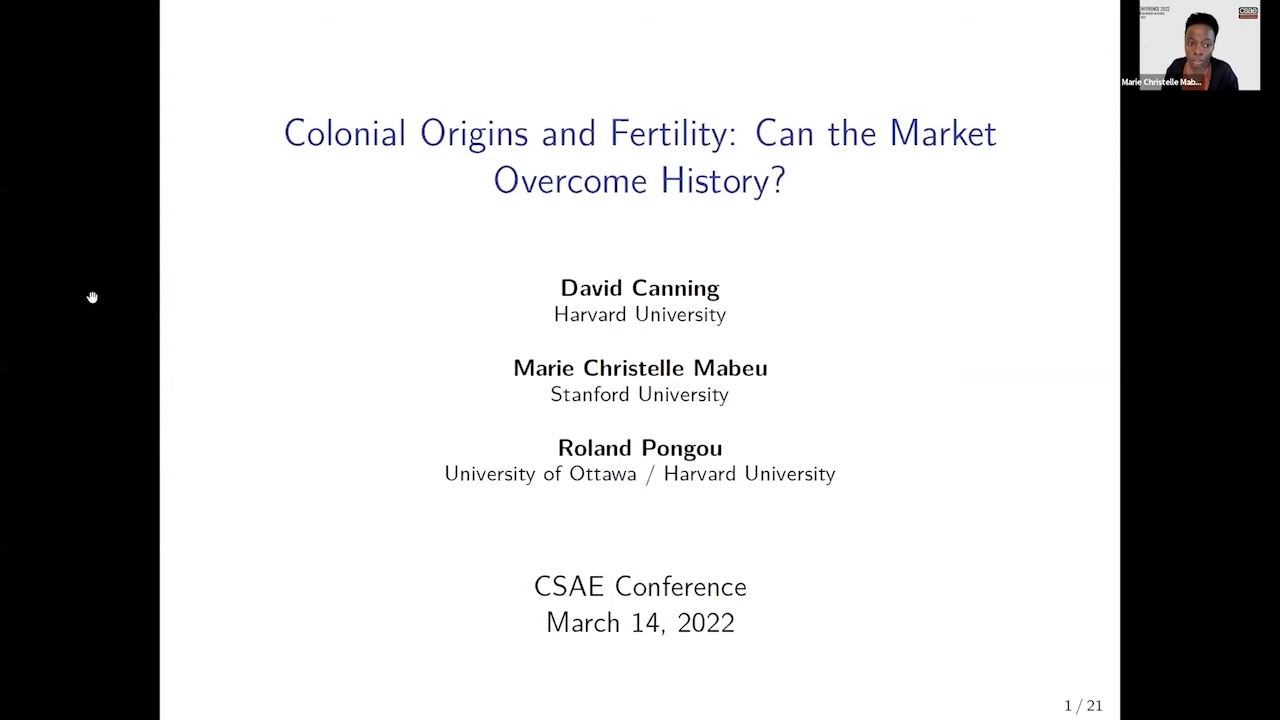 Colonial Origins and Fertility: Can the Market
Overcome History?
David Canning
Harvard University
Marie Christelle Mabeu
Stanford University
Roland Pongou
University of Ottawa / Harvard University
CSAE Conference
March 14, 2022
1 / 21
CSAE
Marie Christelle Mab...